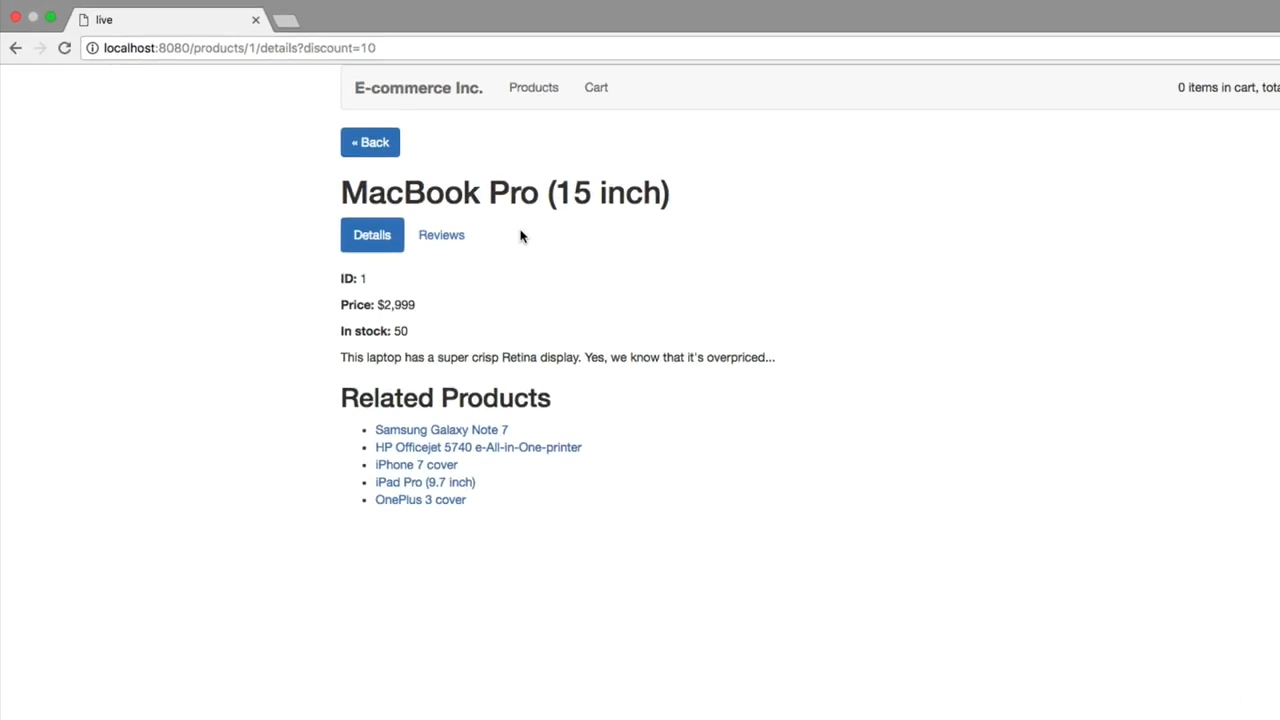 live
localhost:8080/products/1/details?discount=10
E-commerce Inc. Products Cart 0 items in cart,
« Back
MacBook Pro (15 inch)
Details Reviews
ID: 1
Price: $2,999
In stock: 50
This laptop has a super crisp Retina display. Yes, we know that it's overpriced...
Related Products
• Samsung Galaxy Note 7
• HP Officejet 5740 e-All-in-One-printer
• iPhone 7 cover
• iPad Pro (9.7 inch)
• OnePlus 3 cover